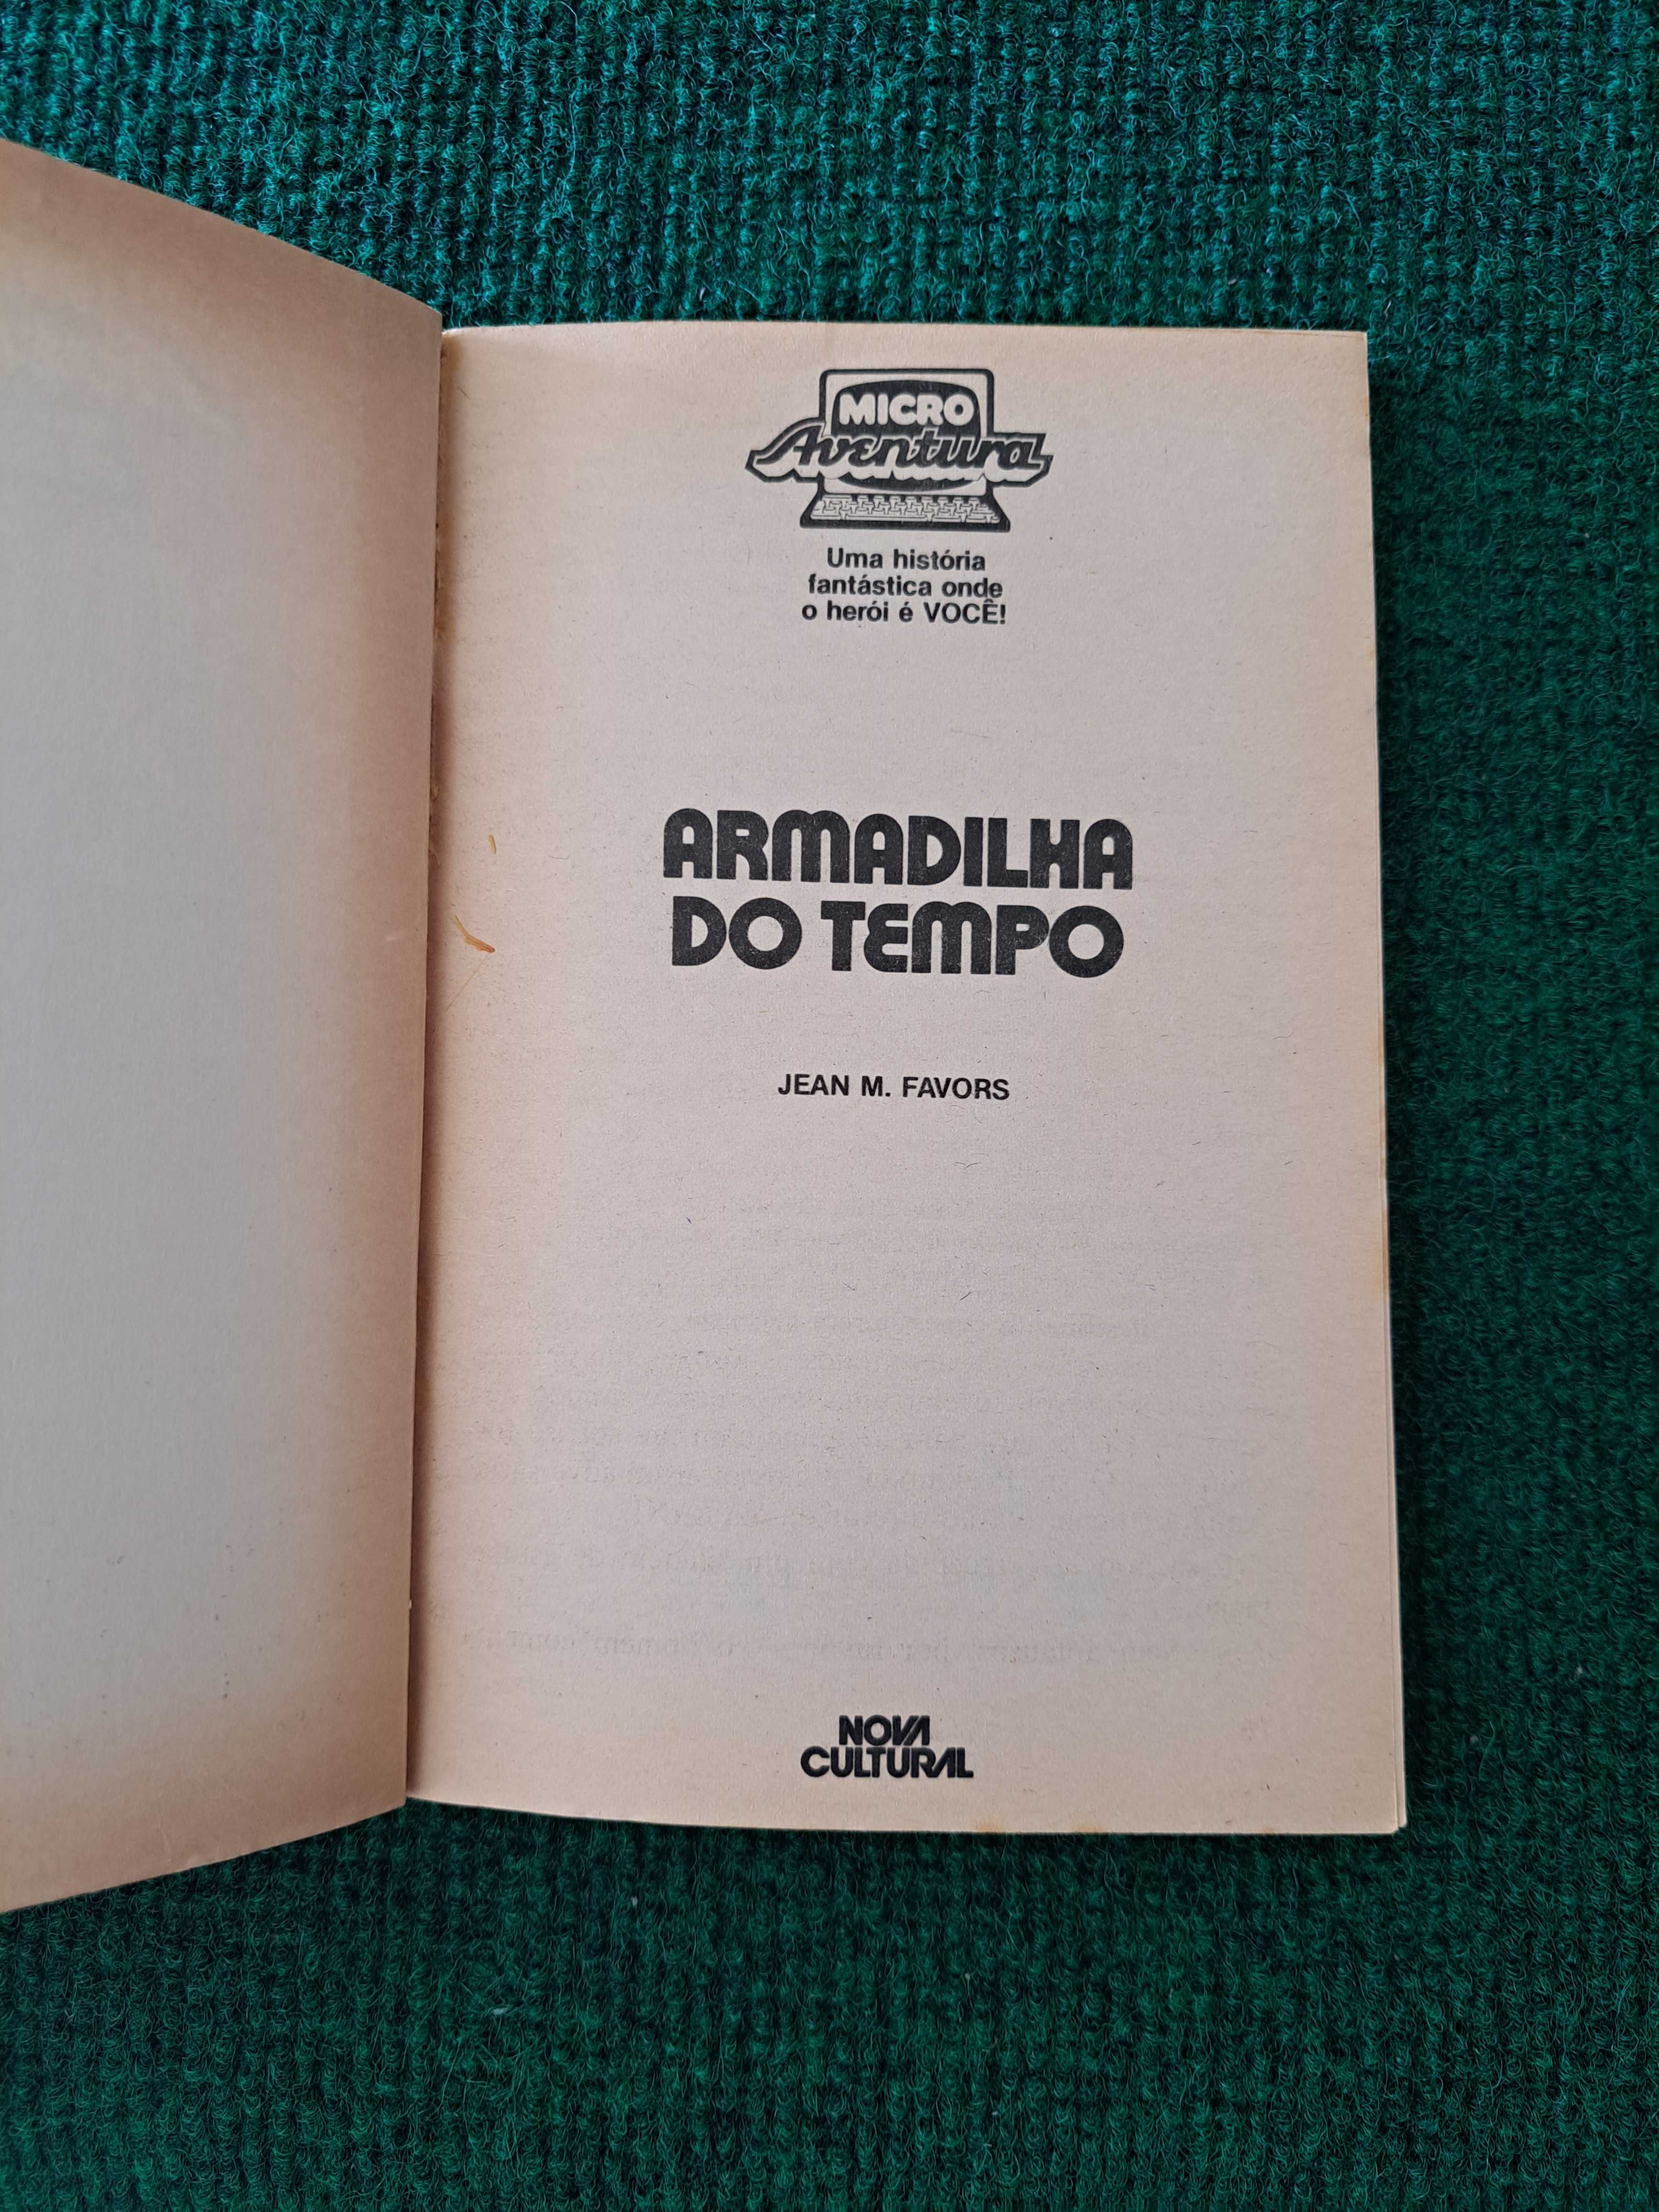 MICRO
Aventura
Uma história
fantástica onde
o herói é VOCÊ!
ARMADILHA
DO TEMPO
JEAN M. FAVORS
NOVA
CULTURAL